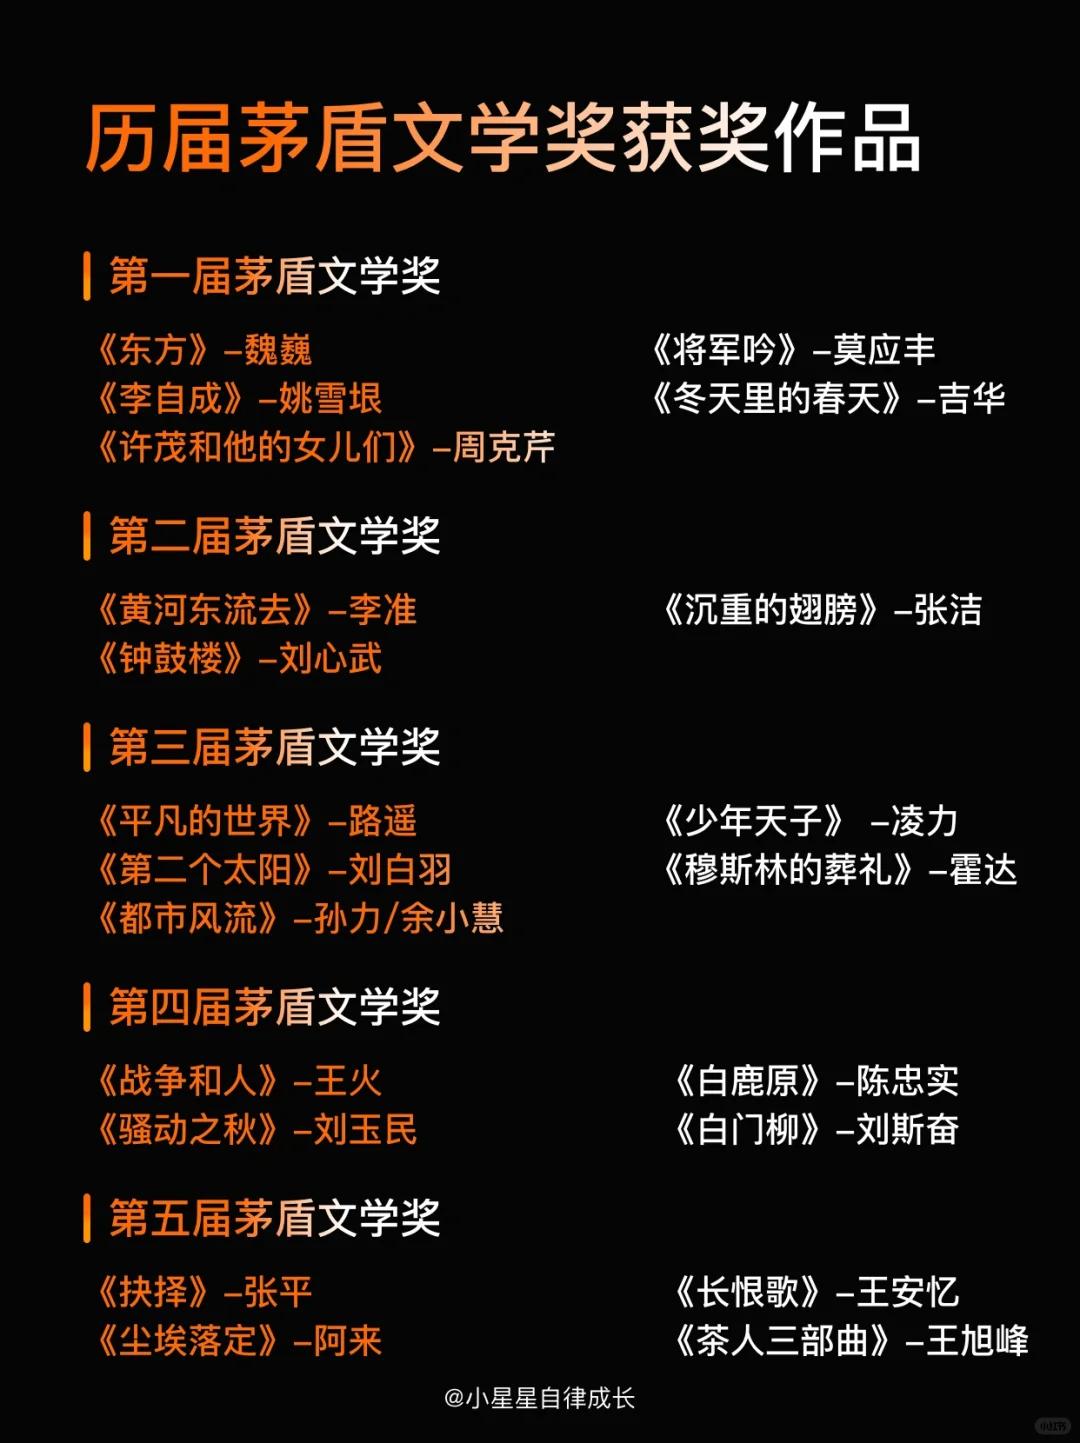 历届茅盾文学奖获奖作品
第一届茅盾文学奖
《东方》–魏巍
《将军吟》–莫应丰
《李自成》–姚雪垠
《冬天里的春天》–吉华
《许茂和他的女儿们》–周克芹
第二届茅盾文学奖
《黄河东流去》–李准
《沉重的翅膀》–张洁
《钟鼓楼》–刘心武
第三届茅盾文学奖
《平凡的世界》–路遥
《少年天子》 –凌力
《第二个太阳》–刘白羽
《穆斯林的葬礼》–霍达
《都市风流》–孙力/余小慧
第四届茅盾文学奖
《战争和人》–王火
《白鹿原》–陈忠实
《骚动之秋》–刘玉民
《白门柳》–刘斯奋
第五届茅盾文学奖
《抉择》–张平
《长恨歌》–王安忆
《尘埃落定》–阿来
《茶人三部曲》–王旭峰
@小星星自律成长
小红书